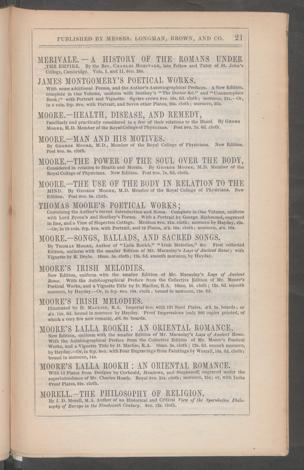 PUBLISHED BY MESSRS. LONGMAN, BROWN, AND CO. 21
MERIVALE. — A HISTORY OF THE ROMANS UNDER
THE EMPIRE. By the Rev. CHARLES MERIVALE, late Fellow and Tutor of St. John's
College, Cambridge. Vols. I. and II. 8vo. 28s.
JAMES MONTGOMERY'S POETICAL WORKS.
With some additional Poems, and the Author's Autobiographical Prefaces. A New Edition,
complete in One Volume, uniform with Southey's "The Doctor &c." and "Commonplace
Book;" with Portrait and Vignette. Square crown 8vo. 10s. 6d. cloth; morocco, 21s.—Or,
in 4 vols. fcp. 8vo. with Portrait, and Seven other Plates, 20s. cloth; morocco, 36s.
MOORE.—HEALTH, DISEASE, AND REMEDY,
Familiarly and practically considered in a few of their relations to the Blood. By GEORGE
MOORE, M.D. Member of the Royal College of Physicians. Post 8vo. 7s. 6d. cloth.
MOORE.—MAN AND HIS MOTIVES.
By GEORGE MOORE, M.D., Member of the Royal College of Physicians. New Edition.
Post 8vo. 8s. cloth.
MOORE.—THE POWER OF THE SOUL OVER THE BODY,
Considered in relation to Health and Morals. By GEORGE MOORE, M.D. Member of the
Royal College of Physicians. New Edition. Post 8vo. 7s. 6d. cloth.
MOORE.—THE USE OF THE BODY IN RELATION TO THE
MIND. By GEORGE MOORE, M.D. Member of the Royal College of Physicians. New
Edition. Post 8vo. 9s. cloth.
THOMAS MOORE'S POETICAL WORKS;
Containing the Author's recent Introduction and Notes. Complete in One Volume, uniform
with Lord Byron's and Southey's Poems. With a Portrait by George Richmond, engraved
in line, and a View of Sloperton Cottage. Medium 8vo. 21s. cloth; morocco by Hayday, 42s.
—Or, in 10 vols. fcp. 8vo. with Portrait, and 19 Plates, cloth; morocco,
MOORE.—SONGS, BALLADS, AND SACRED SONGS.
By THOMAS MOORE, Author of "Lalla Rookh," "Irish Melodies," &c. First collected
Edition, uniform with the smaller Edition of Mr. Macaulay's Lays of Ancient Rome; with
Vignette by R. Doyle. 16mo. 5s. cloth; 12s. 6d. smooth morocco, by Hayday.
MOORE'S IRISH MELODIES.
New Edition, uniform with the smaller Edition of Mr. Macaulay's Lays of Ancient
Rome. With the Autobiographical Preface from the Collective Edition of Mr. Moore's
Poetical Works, and a Vignette Title by D. Maclise, R.A. 16mo. 5s. cloth; 12s. 6d. smooth
morocco, by Hayday.—Or, in fcp. 8vo. 10s. cloth; bound in morocco, 13s. 6d.
MOORE'S IRISH MELODIES.
Illustrated by D. MACLISE, R.A. Imperial 8vo. with 161 Steel Plates, £3. 3s. boards; or
£4. 14s. 6d. bound in morocco by Hayday. Proof Impressions (only 200 copies printed, of
which a very few now remain), £6. 6s. boards.
MOORE'S LALLA ROOKH: AN ORIENTAL ROMANCE.
New Edition, uniform with the smaller Edition of Mr. Macaulay's Lays of Ancient Rome.
With the Autobiographical Preface from the Collective Edition of Mr. Moore's Poetical
Works, and a Vignette Title by D. Maclise, R.A. 16mo. 5s. cloth; 12s. 6d. smooth morocco,
by Hayday.—Or, in fcp. 8vo. with Four Engravings from Paintings by Westall, 10s. 6d. cloth;
bound in morocco, 14s.
MOORE'S LALLA ROOKH: AN ORIENTAL ROMANCE.
With 13 Plates from Designs by Corbould, Meadows, and Stephanoff, engraved under the
superintendence of Mr. Charles Heath. Royal 8vo. 21s. cloth; morocco, 35s.; or, with India
Proof Plates, 42s. cloth.
MORELL.—THE PHILOSOPHY OF RELIGION.
By J. D. Morell, M.A. Author of an Historical and Critical View of the Speculative Philo-
sophy of Europe in the Nineteenth Century. 8vo. 12s. cloth.